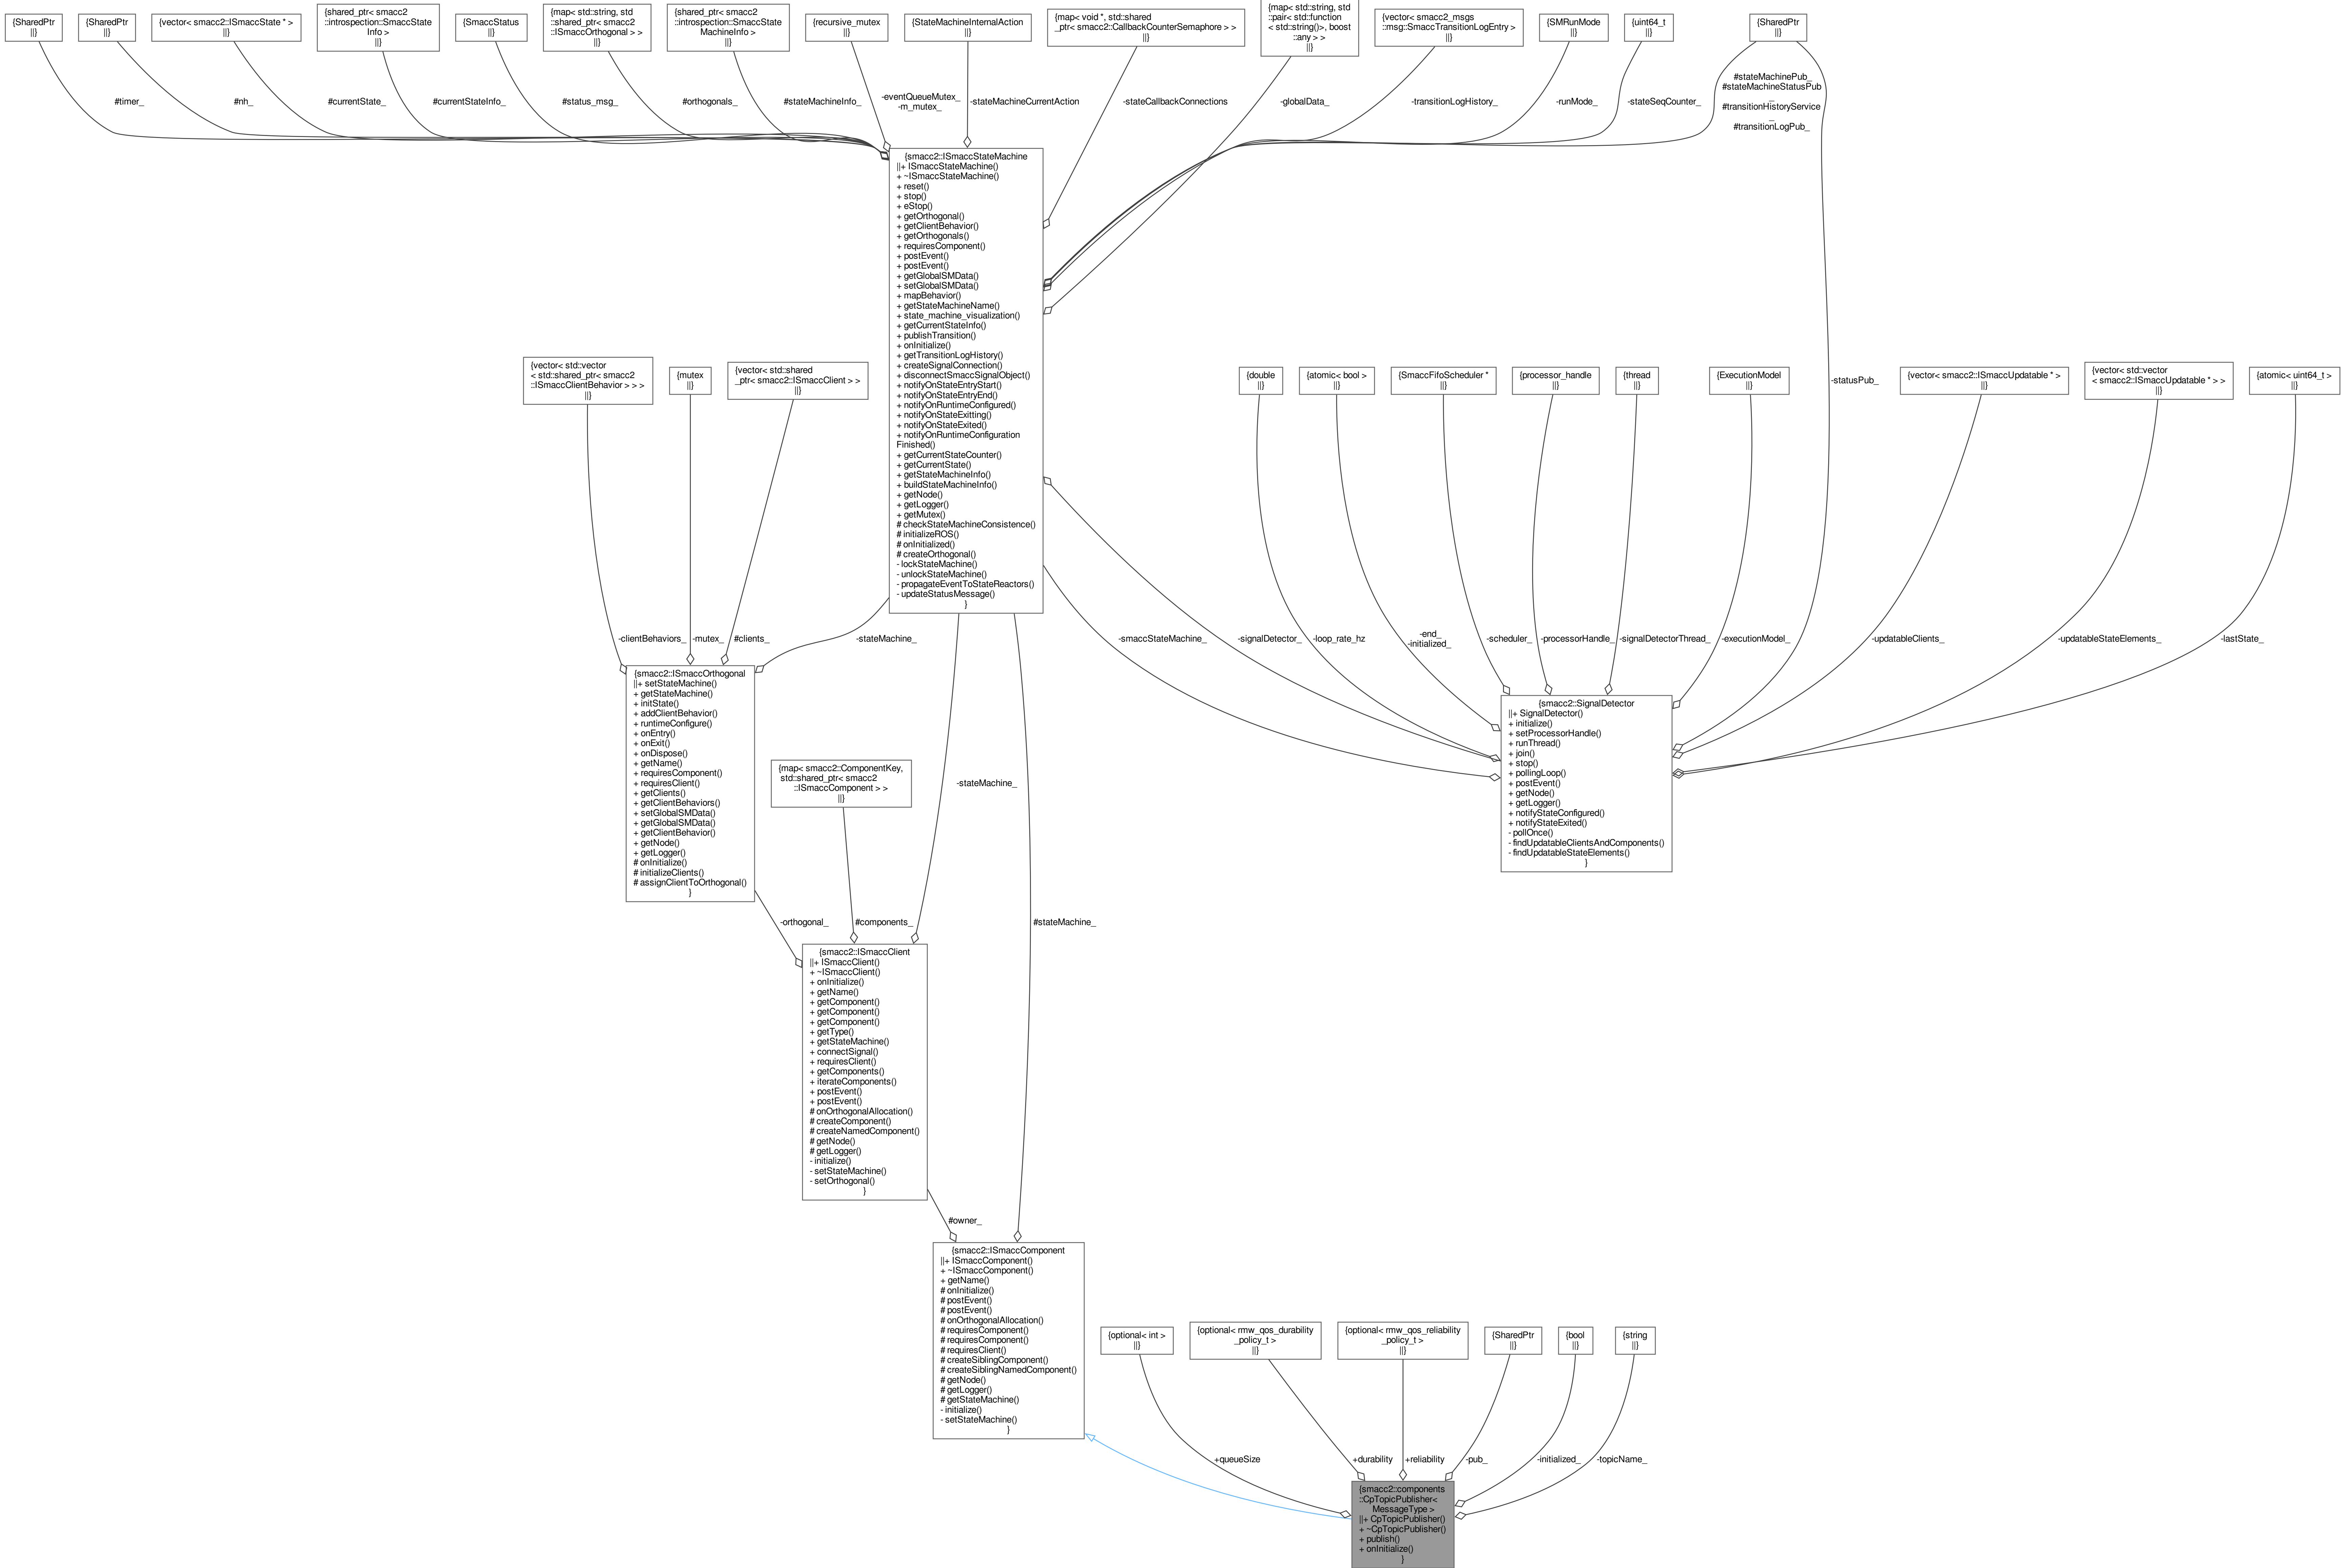 {SharedPtr
||}
{SharedPtr
||}
{vector< smacc2::ISmaccState * >
||}
{shared_ptr< smacc2
::introspection::SmaccState
Info >
||}
{SmaccStatus
||}
{map< std::string, std
::shared_ptr< smacc2
::ISmaccOrthogonal > >
||}
{shared_ptr< smacc2
::introspection::SmaccState
MachineInfo >
||}
{recursive_mutex
||}
{StateMachineInternalAction
||}
{map< void *, std::shared
_ptr< smacc2::CallbackCounterSemaphore > >
||}
{map< std::string, std
::pair< std::function
< std::string()>, boost
::any > >
||}
{vector< smacc2_msgs
::msg::SmaccTransitionLogEntry >
||}
{SMRunMode
||}
{uint64_t
||}
{SharedPtr
||}
#timer_
#nh_
#currentState_
#currentStateInfo_
#status_msg_
#orthogonals_
#stateMachineInfo_
-eventQueueMutex_
-m_mutex_
-stateMachineCurrentAction
-stateCallbackConnections
-globalData_
-transitionLogHistory_
-runMode_
-stateSeqCounter_
#stateMachinePub_
#stateMachineStatusPub
_
#transitionHistoryService
_
#transitionLogPub_
{smacc2::ISmaccStateMachine
||+ ISmaccStateMachine()
+ ~ISmaccStateMachine()
+ reset()
+ stop()
+ eStop()
+ getOrthogonal()
+ getClientBehavior()
+ getOrthogonals()
+ requiresComponent()
+ postEvent()
+ postEvent()
+ getGlobalSMData()
+ setGlobalSMData()
+ mapBehavior()
+ getStateMachineName()
+ state_machine_visualization()
+ getCurrentStateInfo()
+ publishTransition()
+ onInitialize()
+ getTransitionLogHistory()
+ createSignalConnection()
+ disconnectSmaccSignalObject()
+ notifyOnStateEntryStart()
+ notifyOnStateEntryEnd()
+ notifyOnRuntimeConfigured()
+ notifyOnStateExitting()
+ notifyOnStateExited()
+ notifyOnRuntimeConfiguration
Finished()
+ getCurrentStateCounter()
+ getCurrentState()
+ getStateMachineInfo()
+ buildStateMachineInfo()
+ getNode()
+ getLogger()
+ getMutex()
# checkStateMachineConsistence()
# initializeROS()
# onInitialized()
# createOrthogonal()
- lockStateMachine()
- unlockStateMachine()
- propagateEventToStateReactors()
- updateStatusMessage()
}
{vector< std::vector
< std::shared_ptr< smacc2
::ISmaccClientBehavior > > >
||}
{mutex
||}
{vector< std::shared
_ptr< smacc2::ISmaccClient > >
||}
{double
||}
{atomic< bool >
||}
{SmaccFifoScheduler *
||}
{processor_handle
||}
{thread
||}
{ExecutionModel
||}
-statusPub_
{vector< smacc2::ISmaccUpdatable * >
||}
{vector< std::vector
< smacc2::ISmaccUpdatable * > >
||}
{atomic< uint64_t >
||}
-clientBehaviors_
-mutex_
#clients_
-stateMachine_
-smaccStateMachine_
-signalDetector_
-loop_rate_hz
-end_
-initialized_
-scheduler_
-processorHandle_
-signalDetectorThread_
-executionModel_
-updatableClients_
-updatableStateElements_
-lastState_
{smacc2::ISmaccOrthogonal
||+ setStateMachine()
+ getStateMachine()
+ initState()
+ addClientBehavior()
+ runtimeConfigure()
+ onEntry()
+ onExit()
+ onDispose()
+ getName()
+ requiresComponent()
+ requiresClient()
+ getClients()
+ getClientBehaviors()
+ setGlobalSMData()
+ getGlobalSMData()
+ getClientBehavior()
+ getNode()
+ getLogger()
# onInitialize()
# initializeClients()
# assignClientToOrthogonal()
}
{smacc2::SignalDetector
||+ SignalDetector()
+ initialize()
+ setProcessorHandle()
+ runThread()
+ join()
+ stop()
+ pollingLoop()
+ postEvent()
+ getNode()
+ getLogger()
+ notifyStateConfigured()
+ notifyStateExited()
- pollOnce()
- findUpdatableClientsAndComponents()
- findUpdatableStateElements()
}
{map< smacc2::ComponentKey,
std::shared_ptr< smacc2
::ISmaccComponent > >
||}
-stateMachine_
-orthogonal_
#components_
#stateMachine_
{smacc2::ISmaccClient
||+ ISmaccClient()
+ ~ISmaccClient()
+ onInitialize()
+ getName()
+ getComponent()
+ getComponent()
+ getComponent()
+ getType()
+ getStateMachine()
+ connectSignal()
+ requiresClient()
+ getComponents()
+ iterateComponents()
+ postEvent()
+ postEvent()
# onOrthogonalAllocation()
# createComponent()
# createNamedComponent()
# getNode()
# getLogger()
- initialize()
- setStateMachine()
- setOrthogonal()
}
#owner_
{smacc2::ISmaccComponent
||+ ISmaccComponent()
+ ~ISmaccComponent()
+ getName()
# onInitialize()
# postEvent()
# postEvent()
# onOrthogonalAllocation()
# requiresComponent()
# requiresComponent()
# requiresClient()
# createSiblingComponent()
# createSiblingNamedComponent()
# getNode()
# getLogger()
# getStateMachine()
- initialize()
- setStateMachine()
}
{optional< int >
||}
{optional< rmw_qos_durability
_policy_t >
||}
{optional< rmw_qos_reliability
_policy_t >
||}
{SharedPtr
||}
{bool
||}
{string
||}
+queueSize
+durability
+reliability
-pub_
-initialized_
-topicName_
{smacc2::components
::CpTopicPublisher<
MessageType >
||+ CpTopicPublisher()
+ ~CpTopicPublisher()
+ publish()
+ onInitialize()
}